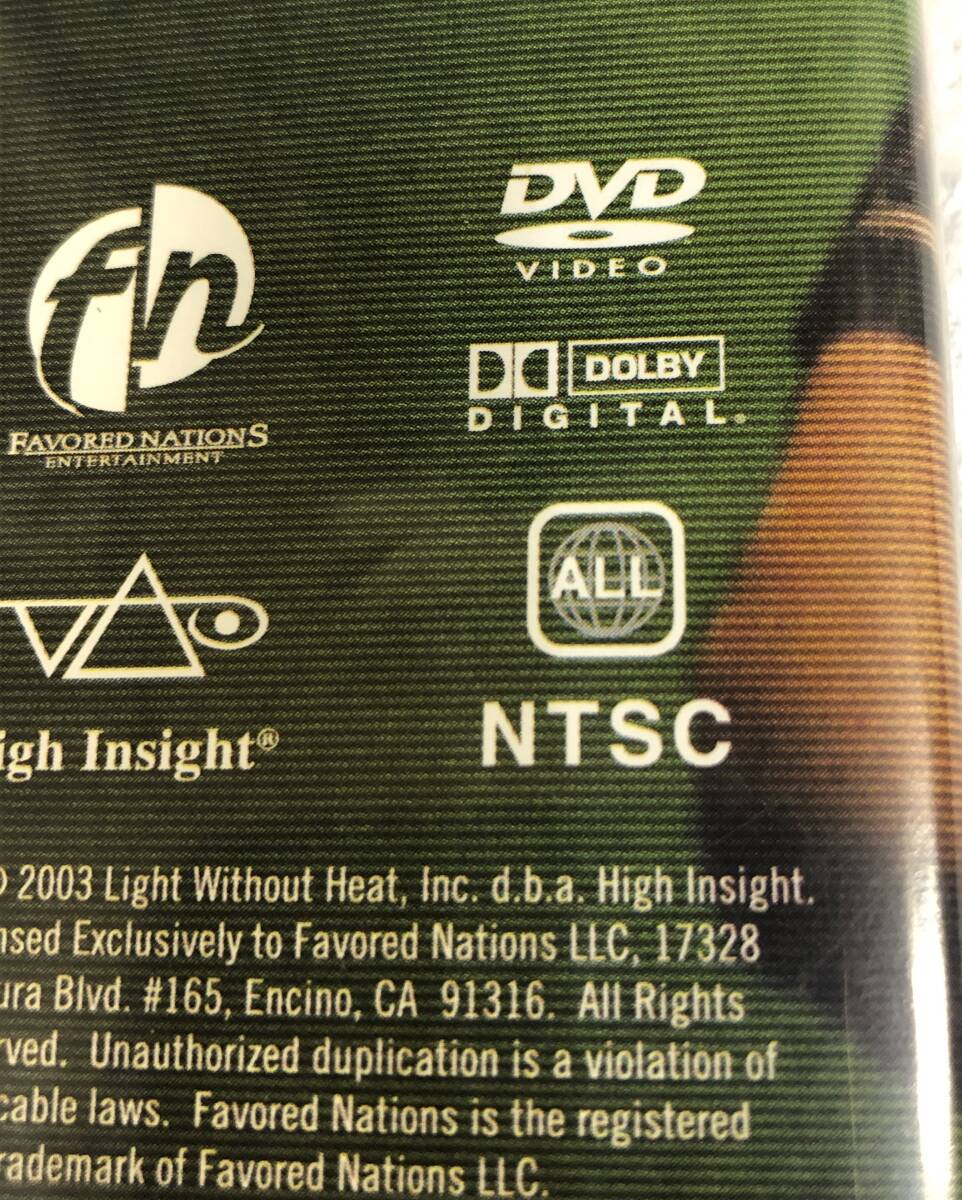 fn
FAVORED NATIONS
ENTERTAINMENT
DVD
VIDEO
DOLBY
DIGITAL®
ALL
NTSC
igh Insight®
© 2003 Light Without Heat, Inc. d.b.a. High Insight.
nsed Exclusively to Favored Nations LLC, 17328
ura Blvd. #165, Encino, CA 91316. All Rights
rved. Unauthorized duplication is a violation of
cable laws. Favored Nations is the registered
rademark of Favored Nations LLC.